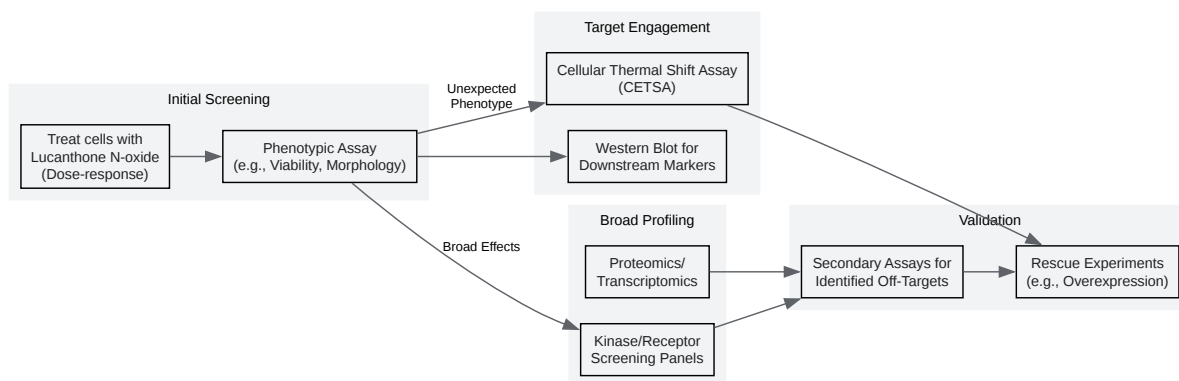 Target Engagement
Cellular Thermal Shift Assay
(CETSA)
Unexpected
Phenotype
Initial Screening
Treat cells with
Lucanthone N-oxide
(Dose-response)
Phenotypic Assay
(e.g., Viability, Morphology)
Western Blot for
Downstream Markers
Broad Effects
Broad Profiling
Proteomics/
Transcriptomics
Kinase/Receptor
Screening Panels
Validation
Secondary Assays for
Identified Off-Targets
Rescue Experiments
(e.g., Overexpression)